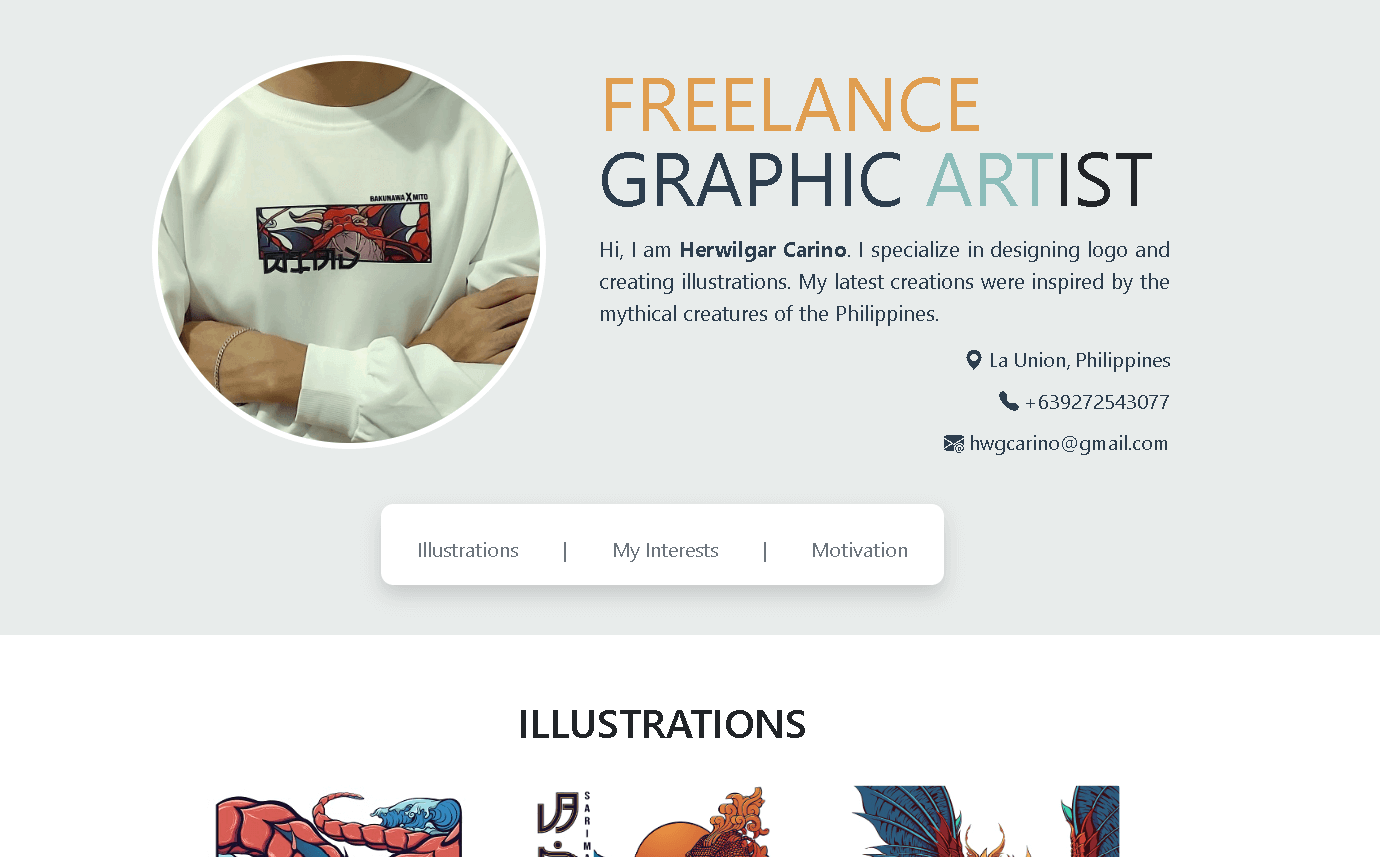 BAKUNAWA X MITO
FREELANCE
GRAPHIC ARTIST
Hi, I am Herwilgar Carino. I specialize in designing logo and
creating illustrations. My latest creations were inspired by the
mythical creatures of the Philippines.
La Union, Philippines
+639272543077
hwgcarino@gmail.com
Illustrations | My Interests | Motivation
ILLUSTRATIONS